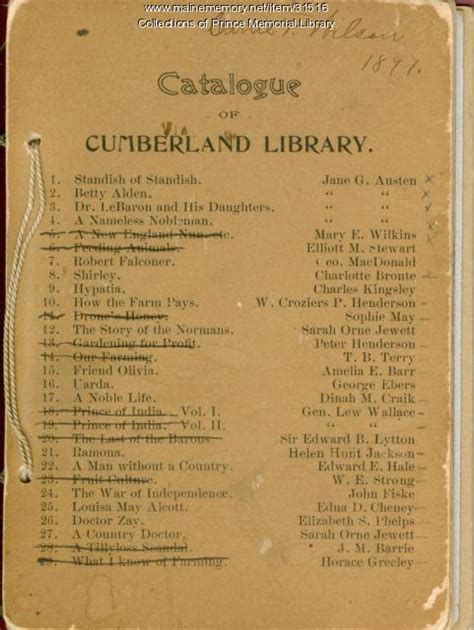 www.mainememory.net/item/31516
Collections of Prince Memorial Library
Wilson.
1897.
Catalogue
OF
CUMBERLAND LIBRARY.
1. Standish of Standish. Jane G. Austen ×
2. Betty Alden. “ “ ×
3. Dr. LeBaron and His Daughters. “ “ ×
4. A Nameless Nobleman. “ “ ×
5. A New England Nun, etc. Mary E. Wilkins
6. Feeding Animals. Elliott M. Stewart
7. Robert Falconer. Geo. MacDonald
8. Shirley. Charlotte Bronte
9. Hypatia. Charles Kingsley
10. How the Farm Pays. W. Croziers P. Henderson –
11. Drone's Honey. Sophie May –
12. The Story of the Normans. Sarah Orne Jewett
13. Gardening for Profit. Peter Henderson –
14. Our Farming. T. B. Terry
15. Friend Olivia. Amelia E. Barr
16. Uarda. George Ebers
17. A Noble Life. Dinah M. Craik –
18. Prince of India. Vol. I. Gen. Lew Wallace –
19. Prince of India. Vol. II. “ “ –
20. The Last of the Barons. Sir Edward B. Lytton
21. Ramona. Helen Hunt Jackson –
22. A Man without a Country. Edward E. Hale –
23. Fruit Culture. W. E. Strong –
24. The War of Independence. John Fiske
25. Louisa May Alcott. Edna D. Cheney –
26. Doctor Zay. Elizabeth S. Phelps
27. A Country Doctor. Sarah Orne Jewett –
28. A Tillyloss Scandal. J. M. Barrie
29. What I know of Farming. Horace Greeley –